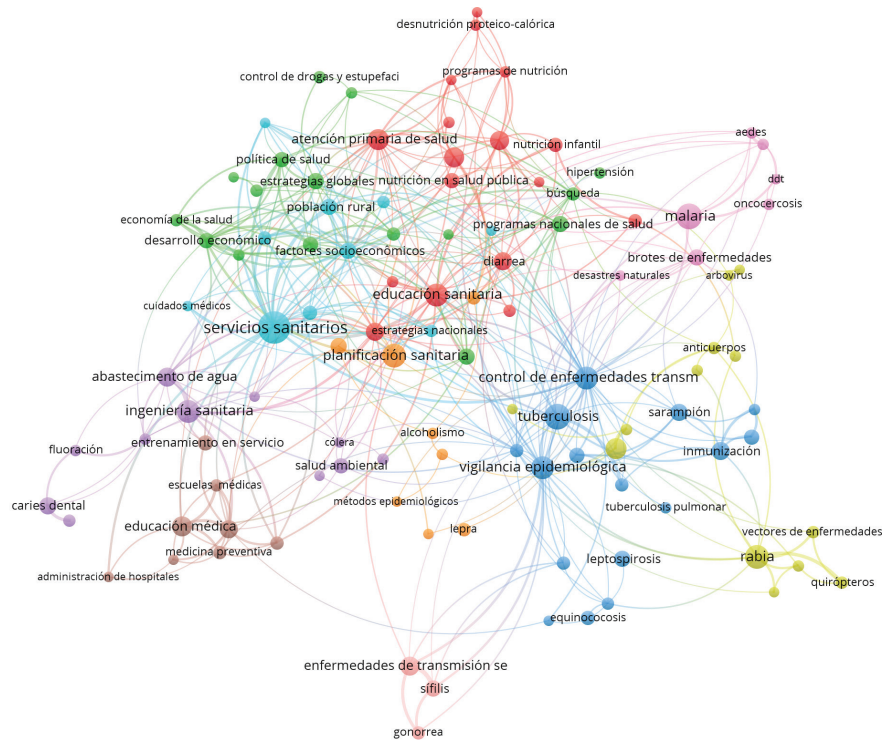 desnutrición proteico-calórica
control de drogas y estupefaci
programas de nutrición
aedes
atención primaria de salud
nutrición infantil
política de salud
hipertensión
ddt
estrategias globales
nutrición en salud pública
búsqueda
oncocercosis
población rural
malaria
economía de la salud
programas nacionales de salud
desarrollo económico
factores socioeconómicos
diarrea
brotes de enfermedades
desastres naturales
arbovirus
educación sanitaria
cuidados médicos
servicios sanitarios
estrategias nacionales
planificación sanitaria
anticuerpos
abastecimento de agua
control de enfermedades transm
ingeniería sanitaria
tuberculosis
sarampión
entrenamiento en servicio
cólera
alcoholismo
fluoración
inmunización
salud ambiental
vigilancia epidemiológica
escuelas médicas
métodos epidemiológicos
caries dental
tuberculosis pulmonar
educación médica
lepra
vectores de enfermedades
medicina preventiva
leptospirosis
rabia
administración de hospitales
quirópteros
equinococosis
enfermedades de transmisión se
sífilis
gonorrea